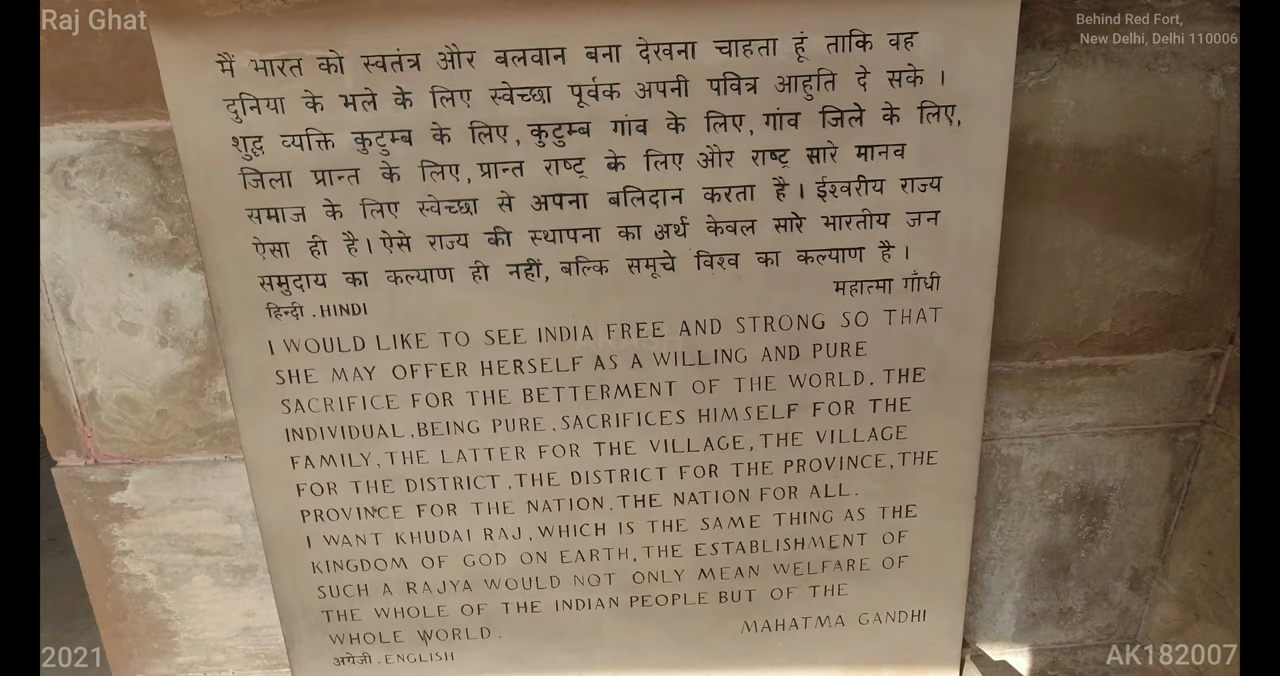 Raj Ghat
Behind Red Fort,
New Delhi, Delhi 110006
मैं भारत को स्वतंत्र और बलवान बना देखना चाहता हूं ताकि वह
दुनिया के भले के लिए स्वेच्छा पूर्वक अपनी पवित्र आहुति दे सके।
शुद्ध व्यक्ति कुटुम्ब के लिए, कुटुम्ब गांव के लिए, गांव जिले के लिए,
जिला प्रान्त के लिए, प्रान्त राष्ट्र के लिए और राष्ट्र सारे मानव
समाज के लिए स्वेच्छा से अपना बलिदान करता है। ईश्वरीय राज्य
ऐसा ही है। ऐसे राज्य की स्थापना का अर्थ केवल सारे भारतीय जन
समुदाय का कल्याण ही नहीं, बल्कि समूचे विश्व का कल्याण है।
महात्मा गाँधी
हिन्दी . HINDI
I WOULD LIKE TO SEE INDIA FREE AND STRONG SO THAT
SHE MAY OFFER HERSELF AS A WILLING AND PURE
SACRIFICE FOR THE BETTERMENT OF THE WORLD. THE
INDIVIDUAL, BEING PURE, SACRIFICES HIMSELF FOR THE
FAMILY, THE LATTER FOR THE VILLAGE, THE VILLAGE
FOR THE DISTRICT, THE DISTRICT FOR THE PROVINCE, THE
PROVINCE FOR THE NATION, THE NATION FOR ALL.
I WANT KHUDAI RAJ, WHICH IS THE SAME THING AS THE
KINGDOM OF GOD ON EARTH, THE ESTABLISHMENT OF
SUCH A RAJYA WOULD NOT ONLY MEAN WELFARE OF
THE WHOLE OF THE INDIAN PEOPLE BUT OF THE
WHOLE WORLD.
MAHATMA GANDHI
अंग्रेजी . ENGLISH
2021
AK182007